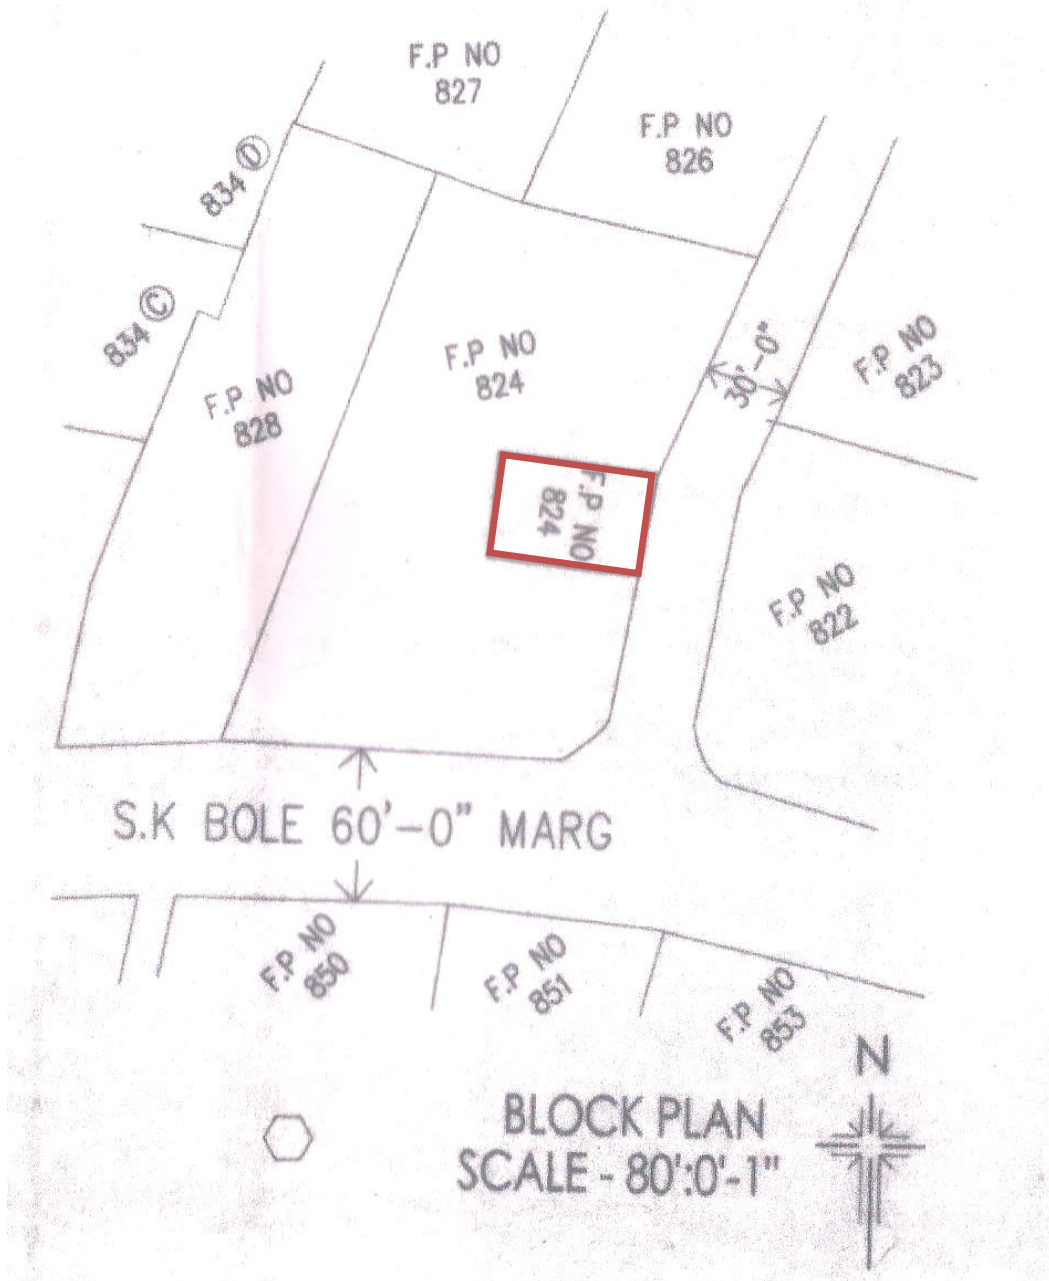 F.P NO
827
F.P NO
826
834 D
834 C
F.P NO
828
F.P NO
824
30'-0"
F.P NO
823
F.P NO
824
F.P NO
822
S.K BOLE 60'-0" MARG
F.P NO
850
F.P NO
851
F.P NO
853
N
BLOCK PLAN
SCALE - 80':0'-1"